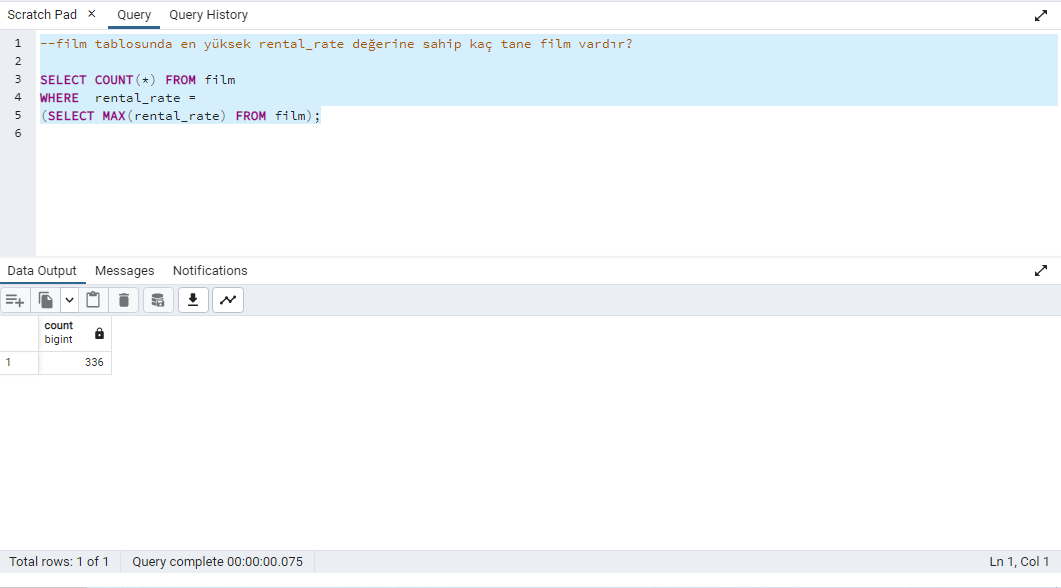 Scratch Pad × Query Query History
1 --film tablosunda en yüksek rental_rate değerine sahip kaç tane film vardır?
2
3 SELECT COUNT(*) FROM film
4 WHERE  rental_rate =
5 (SELECT MAX(rental_rate) FROM film);
6
Data Output Messages Notifications
count
bigint
1 336
Total rows: 1 of 1 Query complete 00:00:00.075 Ln 1, Col 1